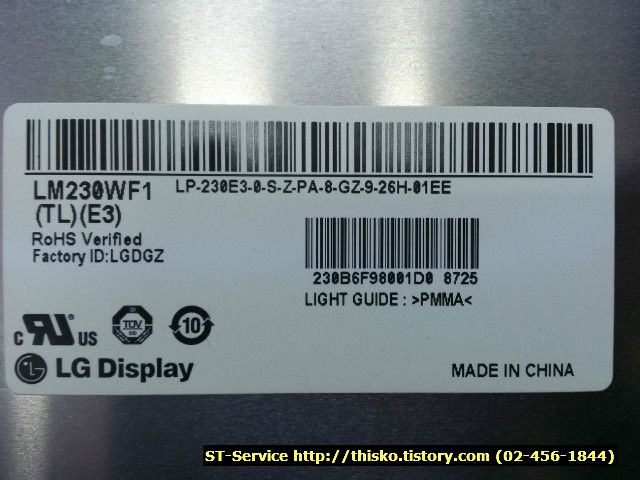 LM230WF1
(TL)(E3)
LP-230E3-0-S-Z-PA-8-GZ-9-26H-01EE
RoHS Verified
Factory ID:LGDGZ
230B6F98001D0 8725
LIGHT GUIDE : >PMMA<
c RU US
TÜV
10
LG Display
MADE IN CHINA
ST-Service http://thisko.tistory.com (02-456-1844)